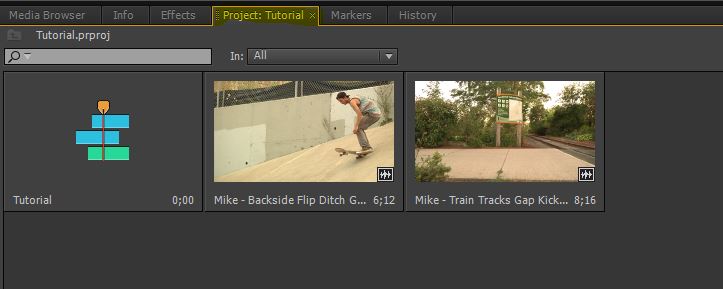 Media Browser Info Effects Project: Tutorial × Markers History
Tutorial.prproj
In: All
Tutorial 0;00 Mike - Backside Flip Ditch G... 6;12 Mike - Train Tracks Gap Kick... 8;16